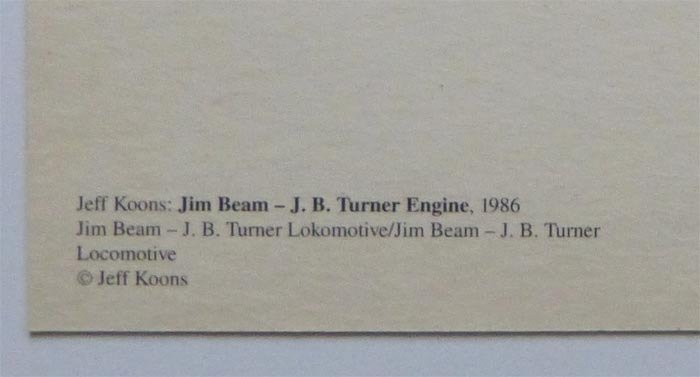 Jeff Koons: Jim Beam – J. B. Turner Engine, 1986
Jim Beam – J. B. Turner Lokomotive/Jim Beam – J. B. Turner
Locomotive
© Jeff Koons